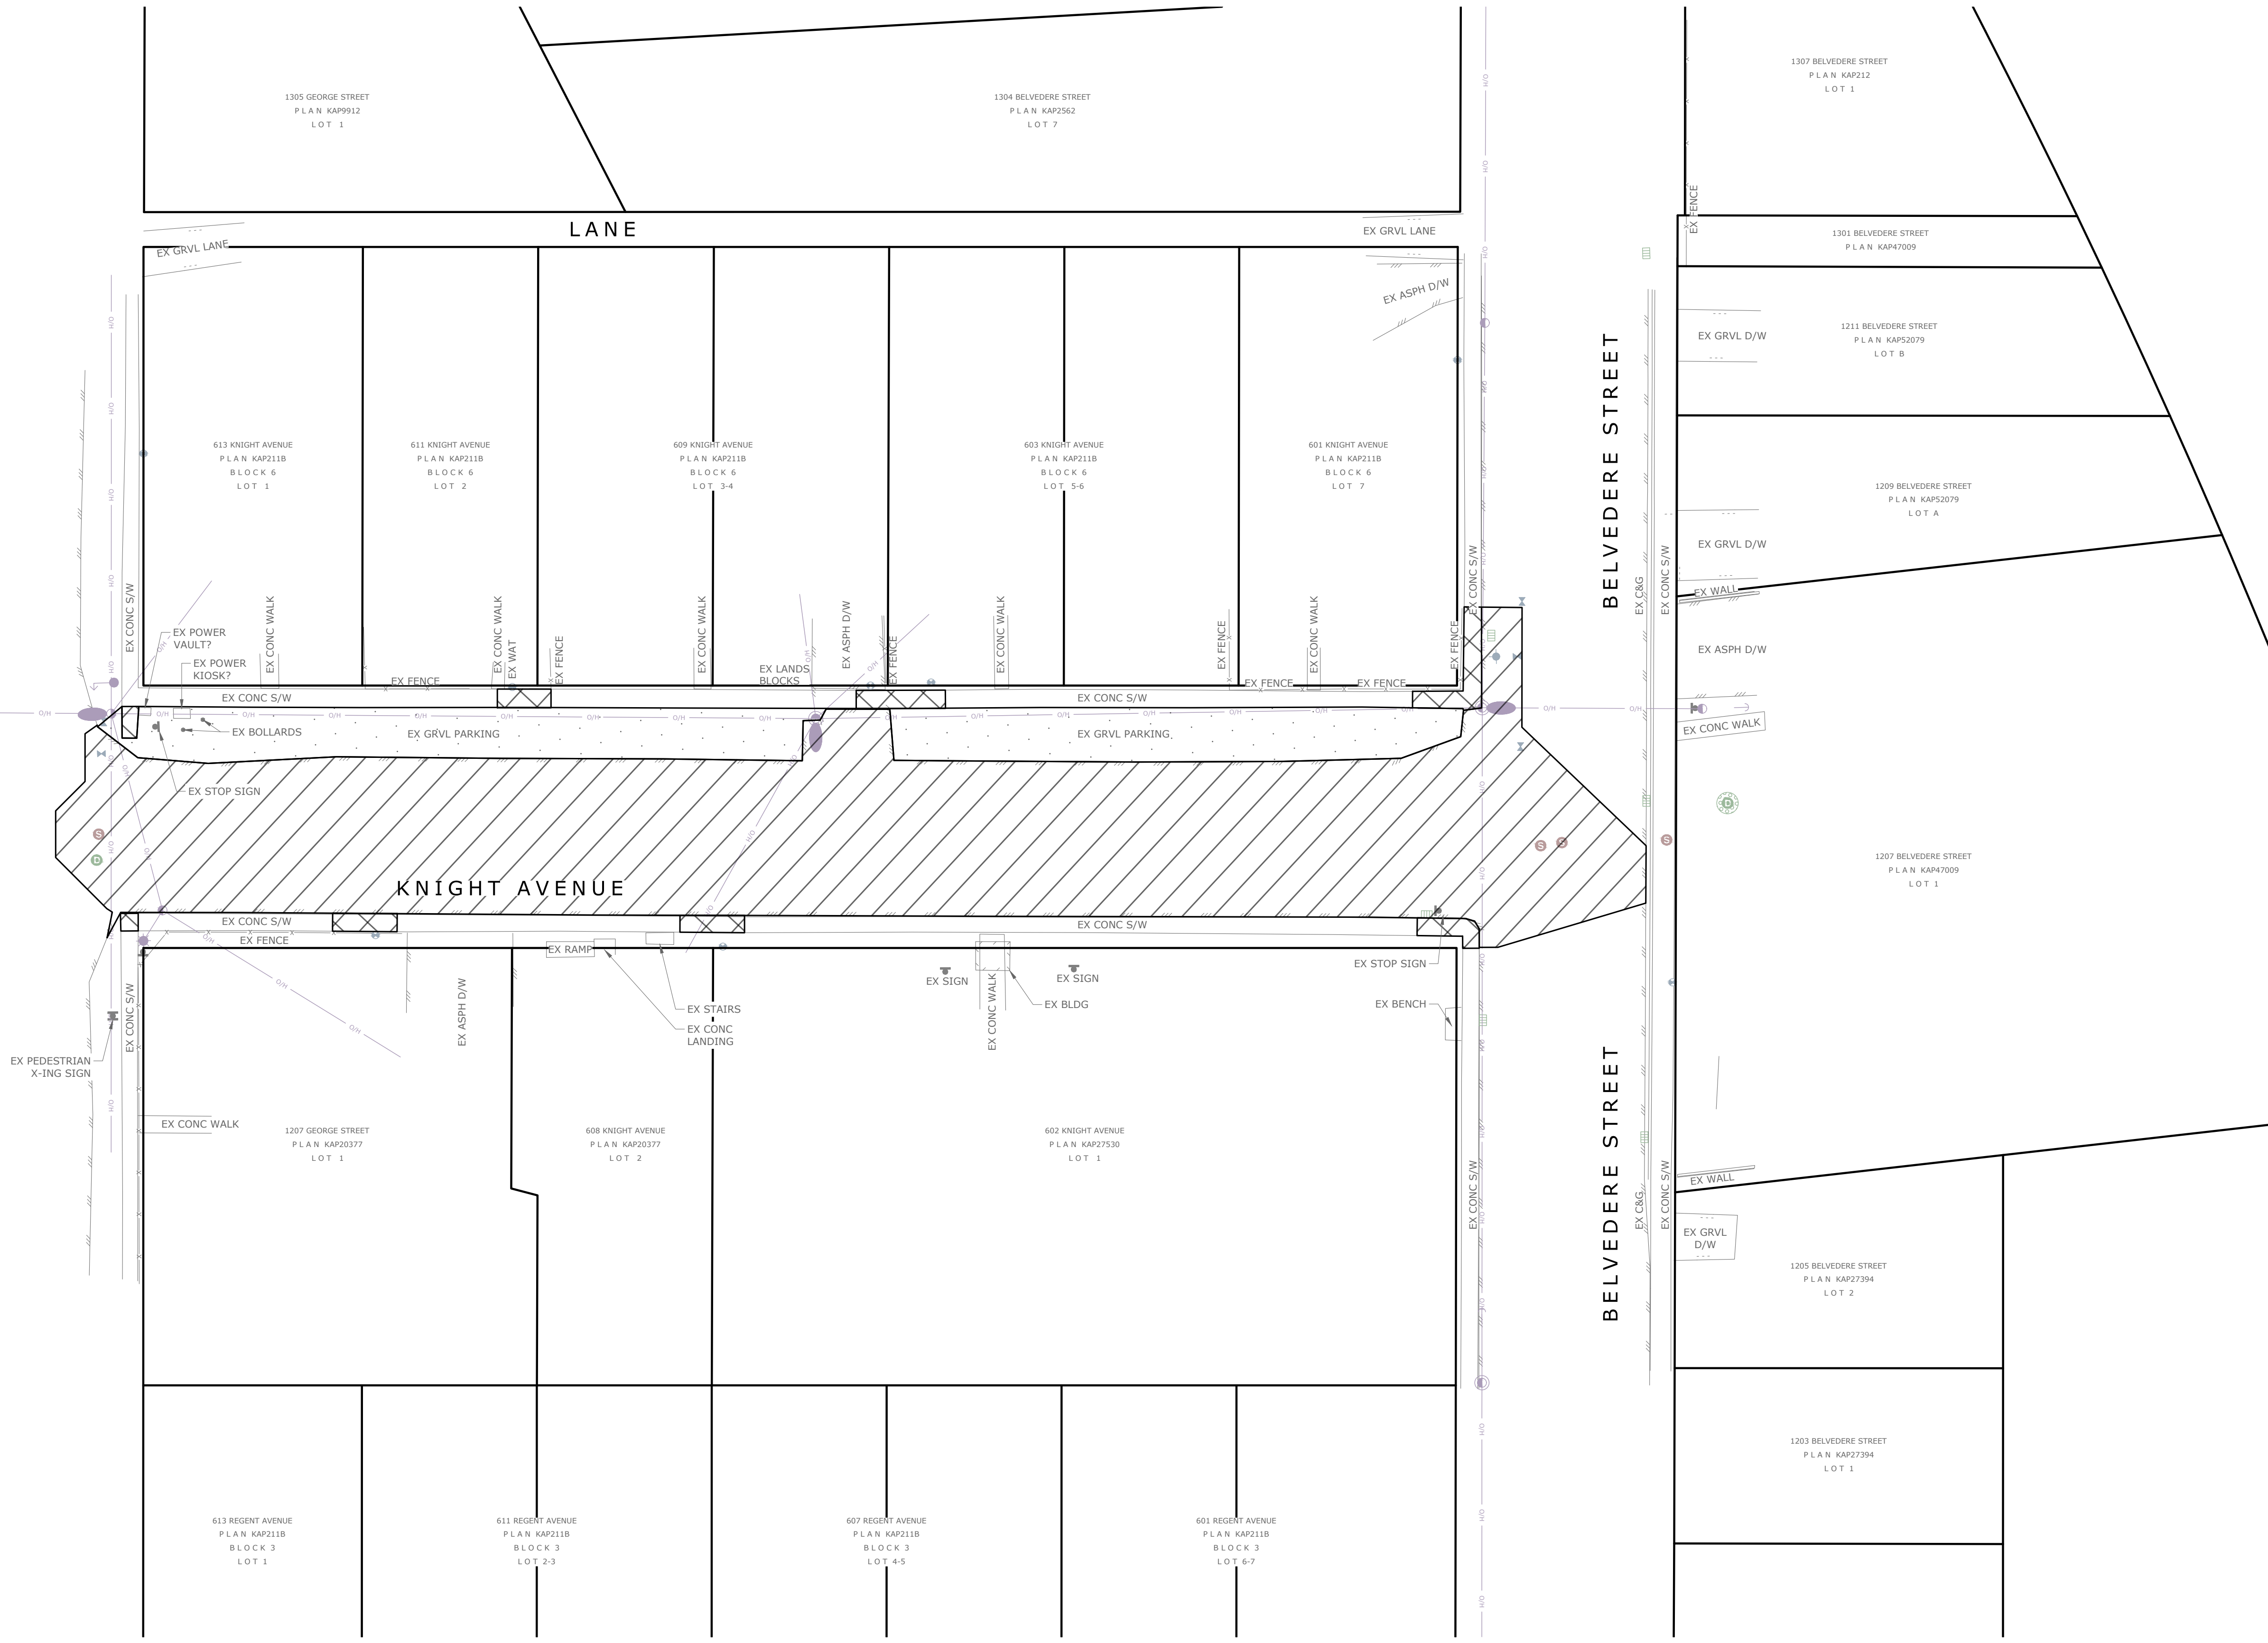 1305 GEORGE STREET
PLAN KAP9912
LOT 1
1304 BELVEDERE STREET
PLAN KAP2562
LOT 7
1307 BELVEDERE STREET
PLAN KAP212
LOT 1
EX FENCE
LANE
EX GRVL LANE
EX GRVL LANE
1301 BELVEDERE STREET
PLAN KAP47009
EX ASPH D/W
1211 BELVEDERE STREET
PLAN KAP52079
LOT B
EX GRVL D/W
BELVEDERE STREET
613 KNIGHT AVENUE
PLAN KAP211B
BLOCK 6
LOT 1
611 KNIGHT AVENUE
PLAN KAP211B
BLOCK 6
LOT 2
609 KNIGHT AVENUE
PLAN KAP211B
BLOCK 6
LOT 3-4
603 KNIGHT AVENUE
PLAN KAP211B
BLOCK 6
LOT 5-6
601 KNIGHT AVENUE
PLAN KAP211B
BLOCK 6
LOT 7
1209 BELVEDERE STREET
PLAN KAP52079
LOT A
EX GRVL D/W
EX CONC S/W
EX CONC S/W
EX C&G
EX CONC S/W
EX WALL
EX POWER
VAULT?
EX POWER
KIOSK?
EX CONC WALK
EX CONC WALK
EX WAT
EX FENCE
EX CONC WALK
EX LANDS
BLOCKS
EX ASPH D/W
EX FENCE
EX CONC WALK
EX FENCE
EX CONC WALK
EX FENCE
EX ASPH D/W
EX FENCE
EX FENCE
EX FENCE
EX CONC S/W
EX CONC S/W
EX BOLLARDS
EX GRVL PARKING
EX GRVL PARKING
EX CONC WALK
EX STOP SIGN
S
D
S
S
S
D
1207 BELVEDERE STREET
PLAN KAP47009
LOT 1
KNIGHT AVENUE
EX CONC S/W
EX CONC S/W
EX FENCE
EX RAMP
EX STOP SIGN
EX SIGN
EX SIGN
EX BLDG
EX BENCH
EX STAIRS
EX CONC
LANDING
EX CONC S/W
EX ASPH D/W
EX CONC WALK
EX PEDESTRIAN
X-ING SIGN
EX CONC WALK
1207 GEORGE STREET
PLAN KAP20377
LOT 1
608 KNIGHT AVENUE
PLAN KAP20377
LOT 2
602 KNIGHT AVENUE
PLAN KAP27530
LOT 1
BELVEDERE STREET
EX CONC S/W
EX C&G
EX CONC S/W
EX WALL
EX GRVL
D/W
1205 BELVEDERE STREET
PLAN KAP27394
LOT 2
1203 BELVEDERE STREET
PLAN KAP27394
LOT 1
613 REGENT AVENUE
PLAN KAP211B
BLOCK 3
LOT 1
611 REGENT AVENUE
PLAN KAP211B
BLOCK 3
LOT 2-3
607 REGENT AVENUE
PLAN KAP211B
BLOCK 3
LOT 4-5
601 REGENT AVENUE
PLAN KAP211B
BLOCK 3
LOT 6-7